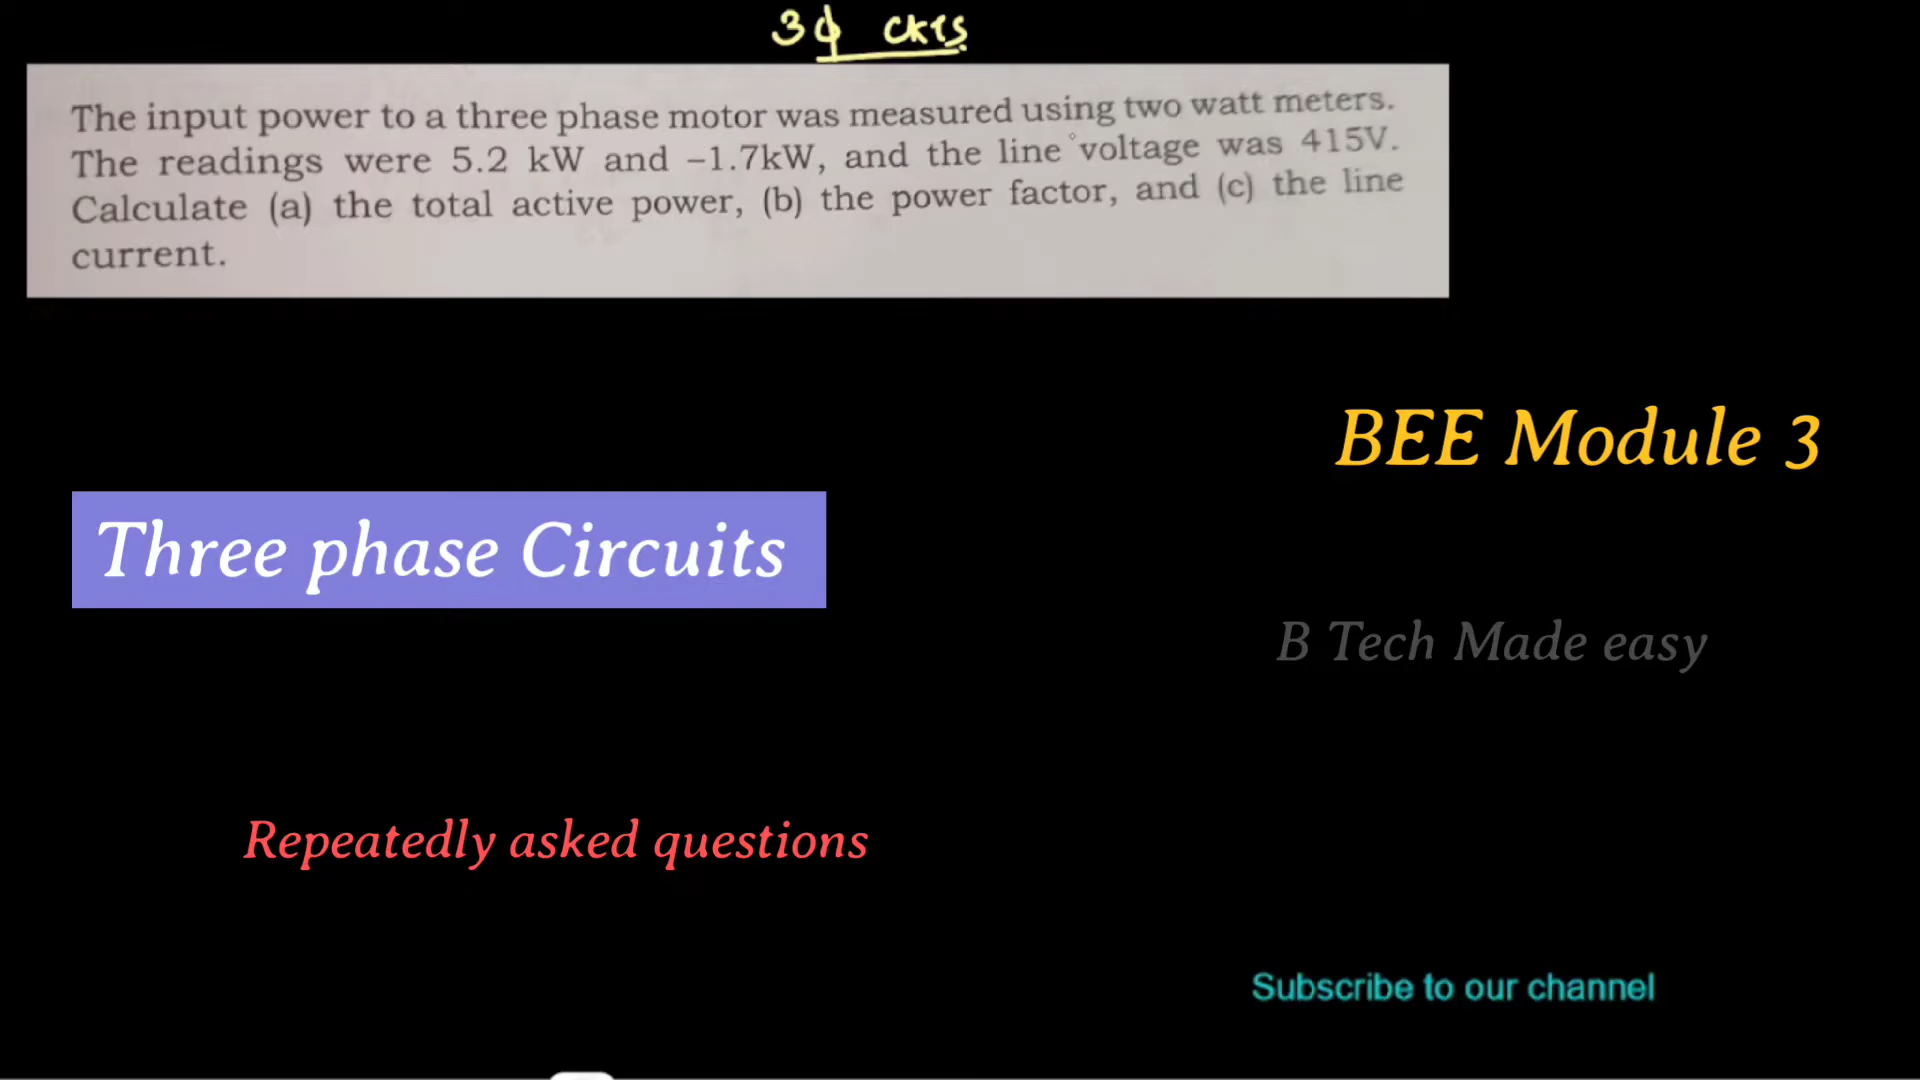 3ϕ CKTS
The input power to a three phase motor was measured using two watt meters.
The readings were 5.2 kW and –1.7kW, and the line voltage was 415V.
Calculate (a) the total active power, (b) the power factor, and (c) the line
current.
BEE Module 3
Three phase Circuits
B Tech Made easy
Repeatedly asked questions
Subscribe to our channel